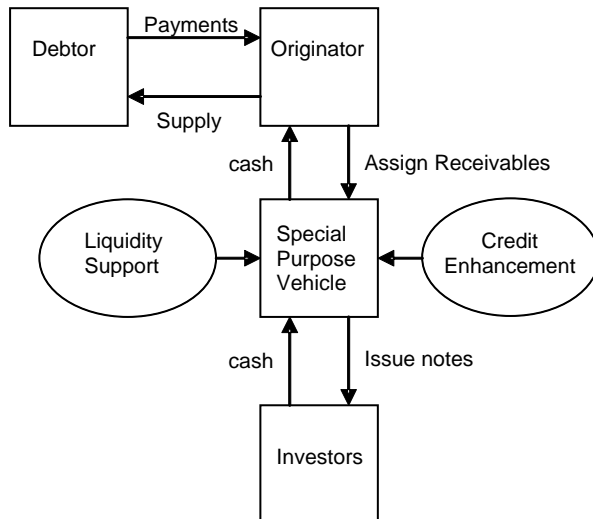 Debtor
Payments
Originator
Supply
cash
Assign Receivables
Liquidity
Support
Special
Purpose
Vehicle
Credit
Enhancement
cash
Issue notes
Investors